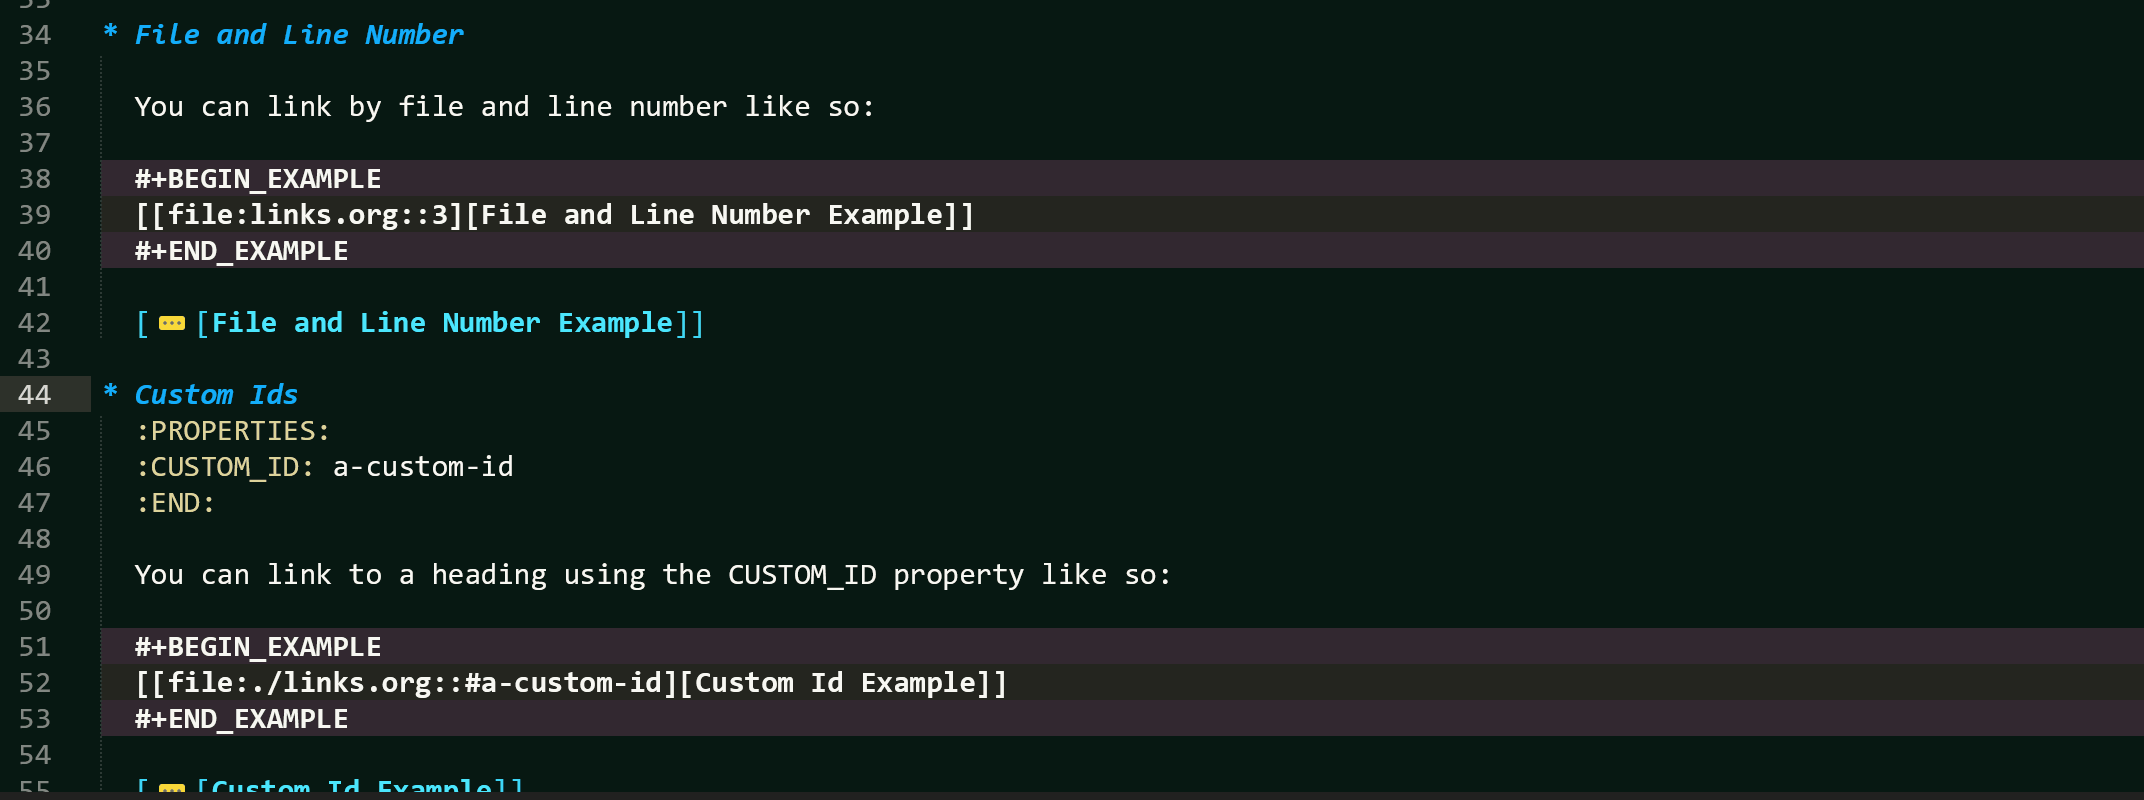 34 * File and Line Number
35
36 You can link by file and line number like so:
37
38 #+BEGIN_EXAMPLE
39 [[file:links.org::3][File and Line Number Example]]
40 #+END_EXAMPLE
41
42 [ [File and Line Number Example]]
43
44 * Custom Ids
45 :PROPERTIES:
46 :CUSTOM_ID: a-custom-id
47 :END:
48
49 You can link to a heading using the CUSTOM_ID property like so:
50
51 #+BEGIN_EXAMPLE
52 [[file:./links.org::#a-custom-id][Custom Id Example]]
53 #+END_EXAMPLE
54
55 [ [Custom Id Example]]